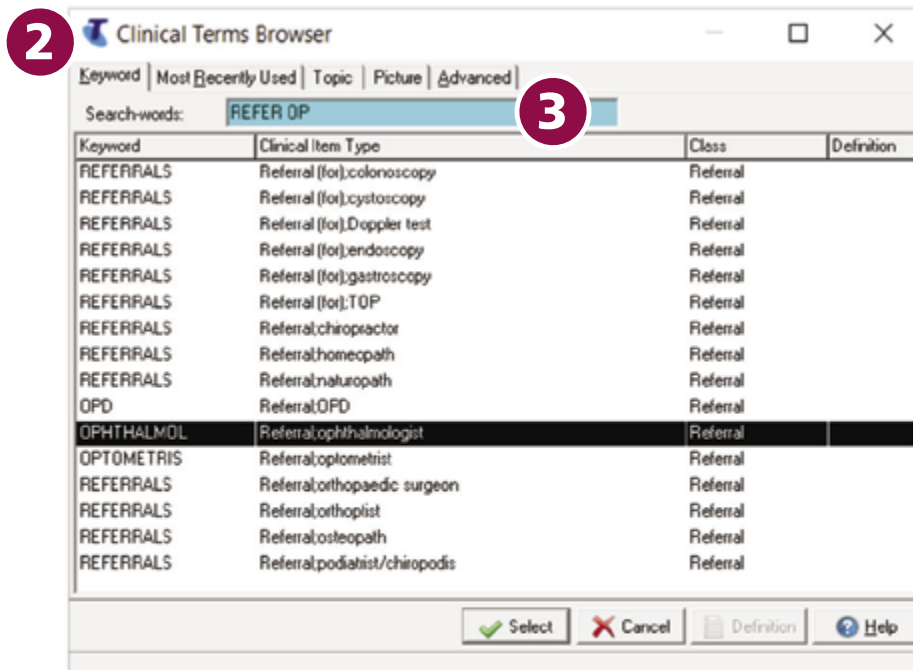 2 Clinical Terms Browser
Keyword Most Recently Used Topic Picture Advanced
Search-words: REFER OP 3
Keyword Clinical Item Type Class Definition
REFERRALS Referral (for);colonoscopy Referral
REFERRALS Referral (for);cystoscopy Referral
REFERRALS Referral (for);Doppler test Referral
REFERRALS Referral (for);endoscopy Referral
REFERRALS Referral (for);gastroscopy Referral
REFERRALS Referral (for);TOP Referral
REFERRALS Referral;chiropractor Referral
REFERRALS Referral;homeopath Referral
REFERRALS Referral;naturopath Referral
OPD Referral;OPD Referral
OPHTHALMOL Referral;ophthalmologist Referral
OPTOMETRIS Referral;optometrist Referral
REFERRALS Referral;orthopaedic surgeon Referral
REFERRALS Referral;orthoptist Referral
REFERRALS Referral;osteopath Referral
REFERRALS Referral;podiatrist/chiropodis Referral
Select Cancel Definition Help